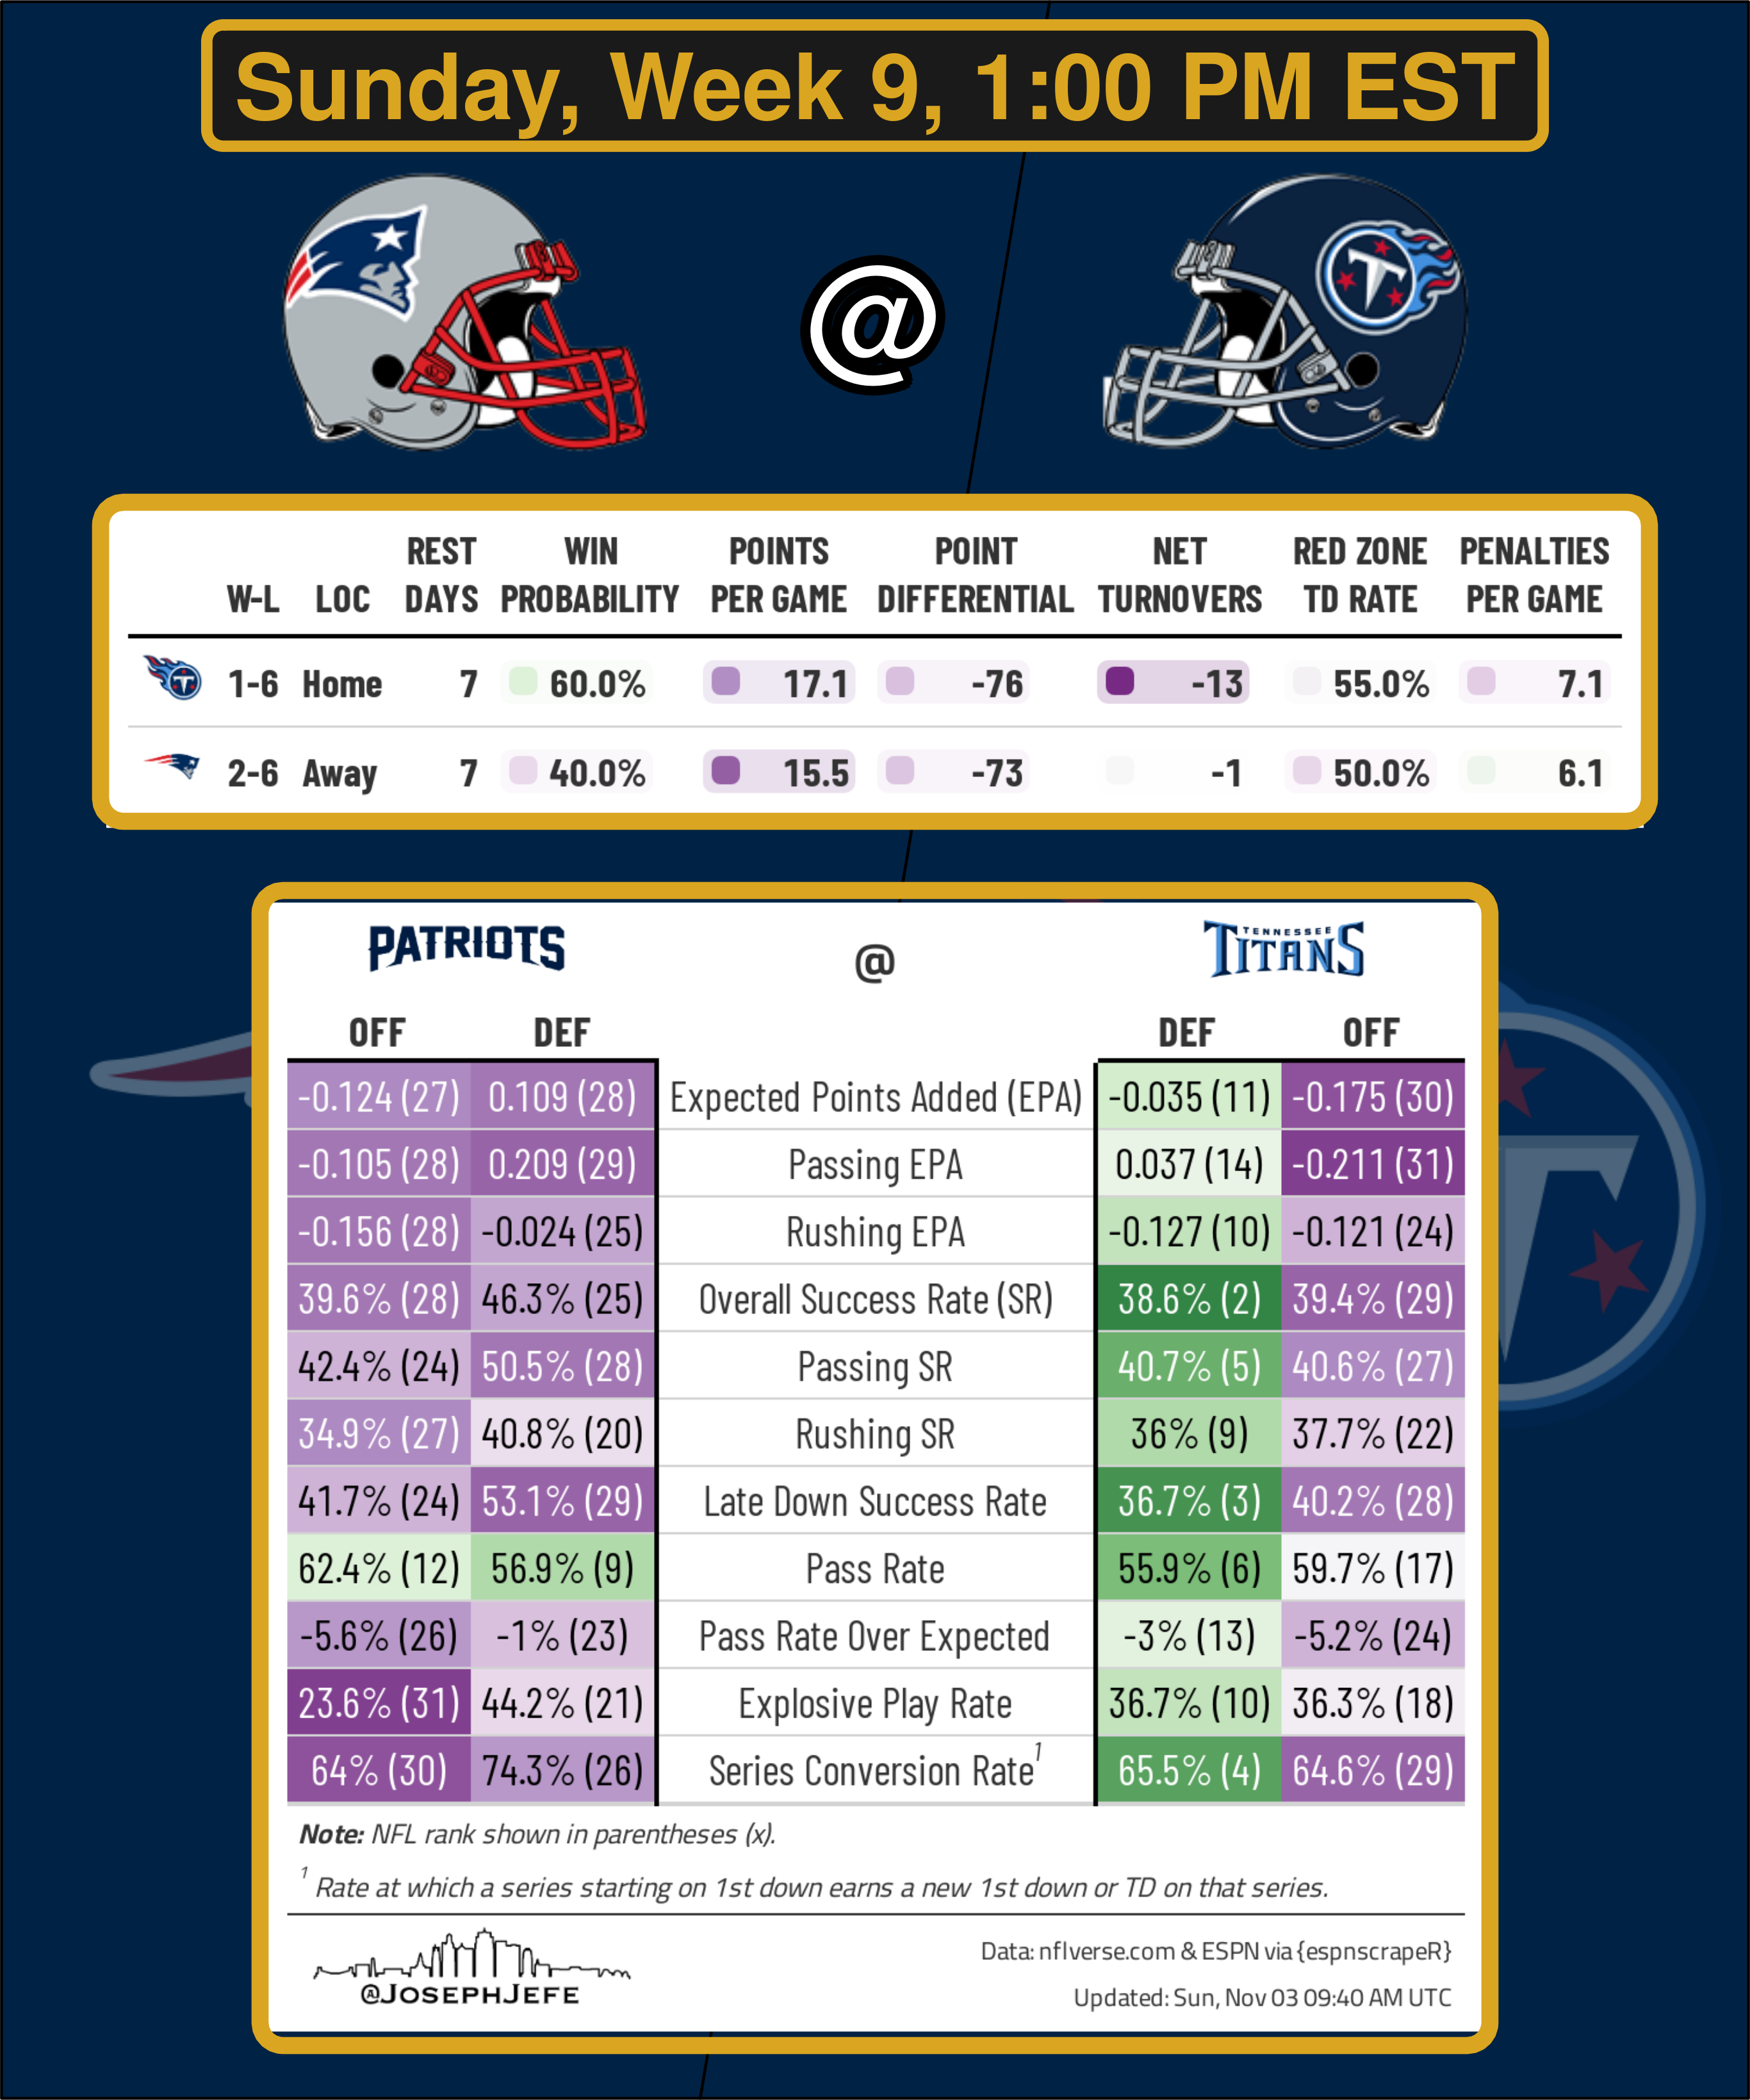 Sunday, Week 9, 1:00 PM EST
@
W-L LOC REST DAYS WIN PROBABILITY POINTS PER GAME POINT DIFFERENTIAL NET TURNOVERS RED ZONE TD RATE PENALTIES PER GAME
1-6 Home 7 60.0% 17.1 -76 -13 55.0% 7.1
2-6 Away 7 40.0% 15.5 -73 -1 50.0% 6.1
PATRIOTS @ TENNESSEE TITANS
OFF DEF DEF OFF
-0.124 (27) 0.109 (28) Expected Points Added (EPA) -0.035 (11) -0.175 (30)
-0.105 (28) 0.209 (29) Passing EPA 0.037 (14) -0.211 (31)
-0.156 (28) -0.024 (25) Rushing EPA -0.127 (10) -0.121 (24)
39.6% (28) 46.3% (25) Overall Success Rate (SR) 38.6% (2) 39.4% (29)
42.4% (24) 50.5% (28) Passing SR 40.7% (5) 40.6% (27)
34.9% (27) 40.8% (20) Rushing SR 36% (9) 37.7% (22)
41.7% (24) 53.1% (29) Late Down Success Rate 36.7% (3) 40.2% (28)
62.4% (12) 56.9% (9) Pass Rate 55.9% (6) 59.7% (17)
-5.6% (26) -1% (23) Pass Rate Over Expected -3% (13) -5.2% (24)
23.6% (31) 44.2% (21) Explosive Play Rate 36.7% (10) 36.3% (18)
64% (30) 74.3% (26) Series Conversion Rate1 65.5% (4) 64.6% (29)
Note: NFL rank shown in parentheses (x).
1 Rate at which a series starting on 1st down earns a new 1st down or TD on that series.
@JOSEPHJEFE
Data: nflverse.com & ESPN via {espnscrapeR}
Updated: Sun, Nov 03 09:40 AM UTC